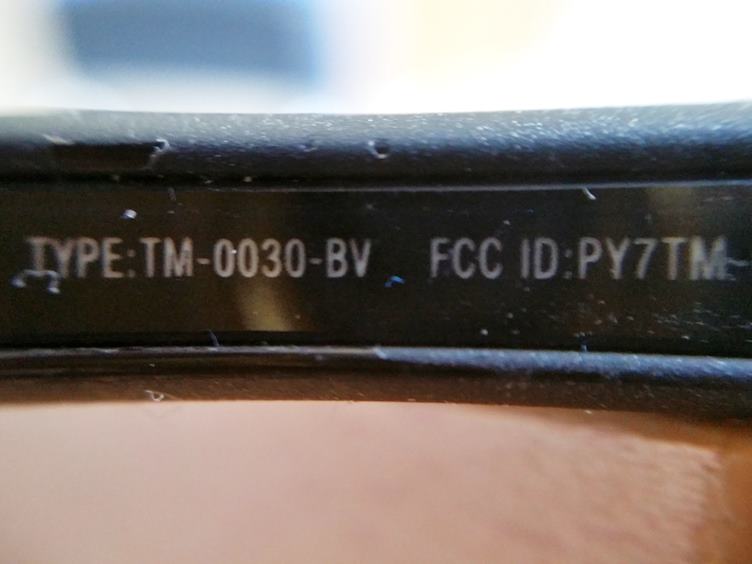 TYPE:TM-0030-BV FCC ID:PY7TM-